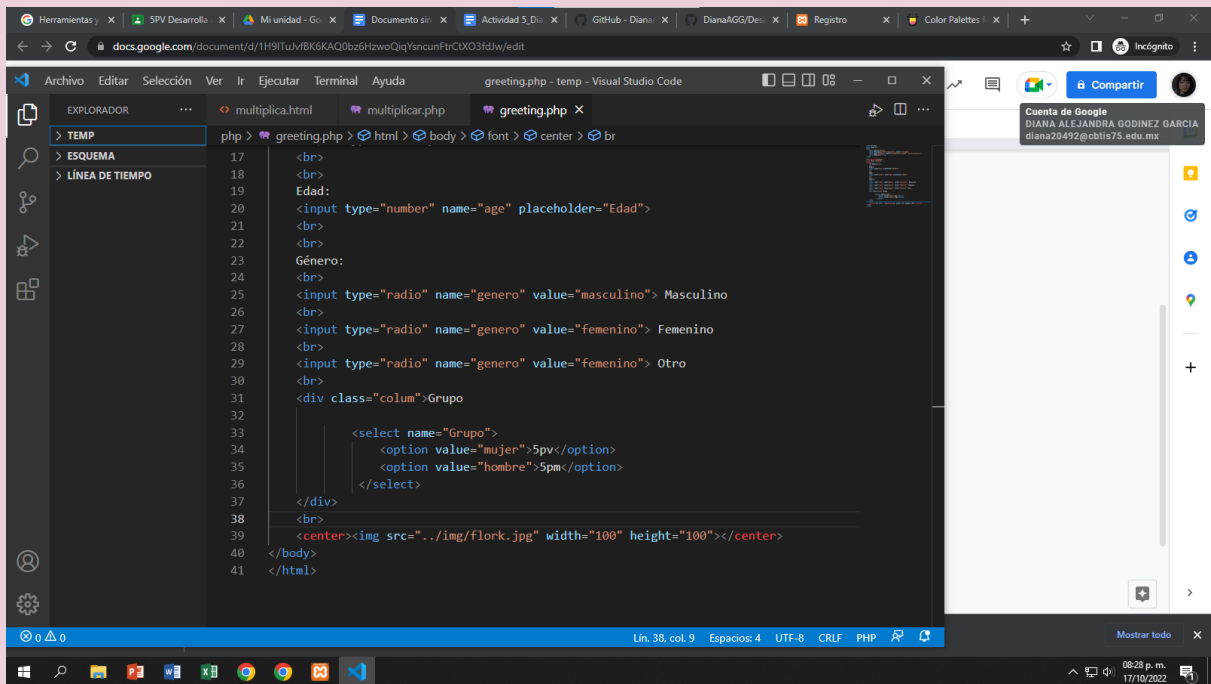 Herramientas y
5PV Desarrolla
Mi unidad - Go
Documento sin
Actividad 5_Dia
GitHub - Diana
DianaAGG/Des
Registro
Color Palettes
docs.google.com/document/d/1H9ITuJvfBK6KAQ0bz6HzwoQiqYsncunFtrCtXO3fdJw/edit
Incógnito
Archivo Editar Selección Ver Ir Ejecutar Terminal Ayuda
greeting.php - temp - Visual Studio Code
Compartir
EXPLORADOR
multiplica.html
multiplicar.php
greeting.php
Cuenta de Google
DIANA ALEJANDRA GODINEZ GARCIA
diana20492@cbtis75.edu.mx
TEMP
ESQUEMA
LÍNEA DE TIEMPO
php > greeting.php > html > body > font > center > br
17 <br>
18 <br>
19 Edad:
20 <input type="number" name="age" placeholder="Edad">
21 <br>
22 <br>
23 Género:
24 <br>
25 <input type="radio" name="genero" value="masculino"> Masculino
26 <br>
27 <input type="radio" name="genero" value="femenino"> Femenino
28 <br>
29 <input type="radio" name="genero" value="femenino"> Otro
30 <br>
31 <div class="colum">Grupo
32
33 <select name="Grupo">
34 <option value="mujer">5pv</option>
35 <option value="hombre">5pm</option>
36 </select>
37 </div>
38 <br>
39 <center><img src="../img/flork.jpg" width="100" height="100"></center>
40 </body>
41 </html>
0 0
Lín. 38, col. 9 Espacios: 4 UTF-8 CRLF PHP
Mostrar todo
08:28 p. m.
17/10/2022